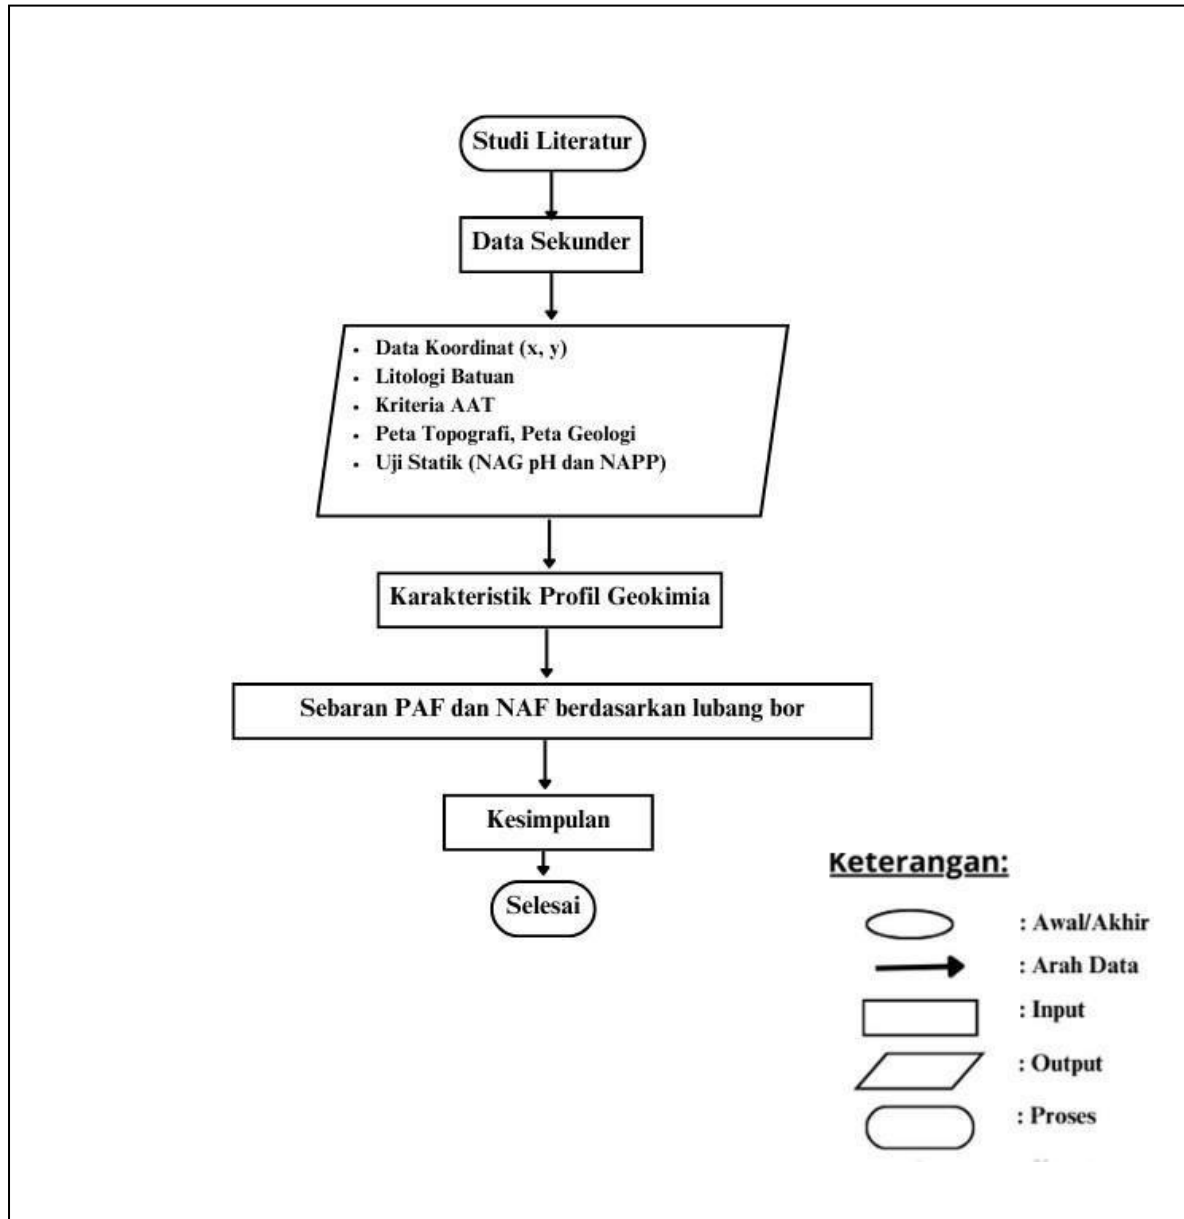 Studi Literatur
Data Sekunder
• Data Koordinat (x, y)
• Litologi Batuan
• Kriteria AAT
• Peta Topografi, Peta Geologi
• Uji Statik (NAG pH dan NAPP)
Karakteristik Profil Geokimia
Sebaran PAF dan NAF berdasarkan lubang bor
Kesimpulan
Selesai
Keterangan:
: Awal/Akhir
: Arah Data
: Input
: Output
: Proses